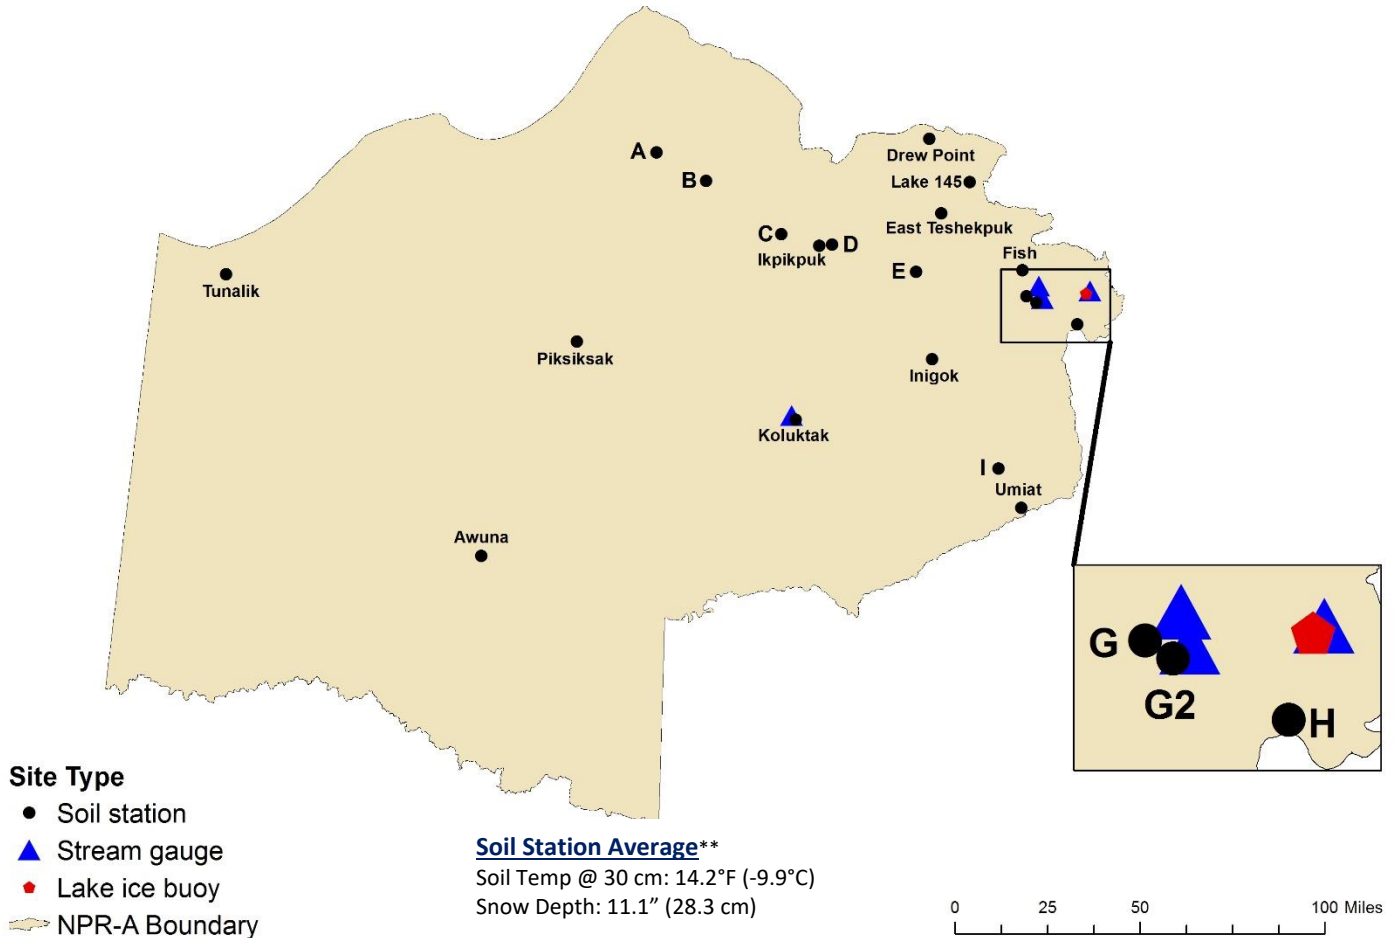 A
B
Drew Point
Lake 145
East Teshekpuk
C
D
Ikpikpuk
E
Fish
Tunalik
Piksiksak
Inigok
Koluktak
I
Umiat
Awuna
G
G2
H
Site Type
Soil station
Stream gauge
Lake ice buoy
NPR-A Boundary
Soil Station Average**
Soil Temp @ 30 cm: 14.2°F (-9.9°C)
Snow Depth: 11.1” (28.3 cm)
0 25 50 100 Miles